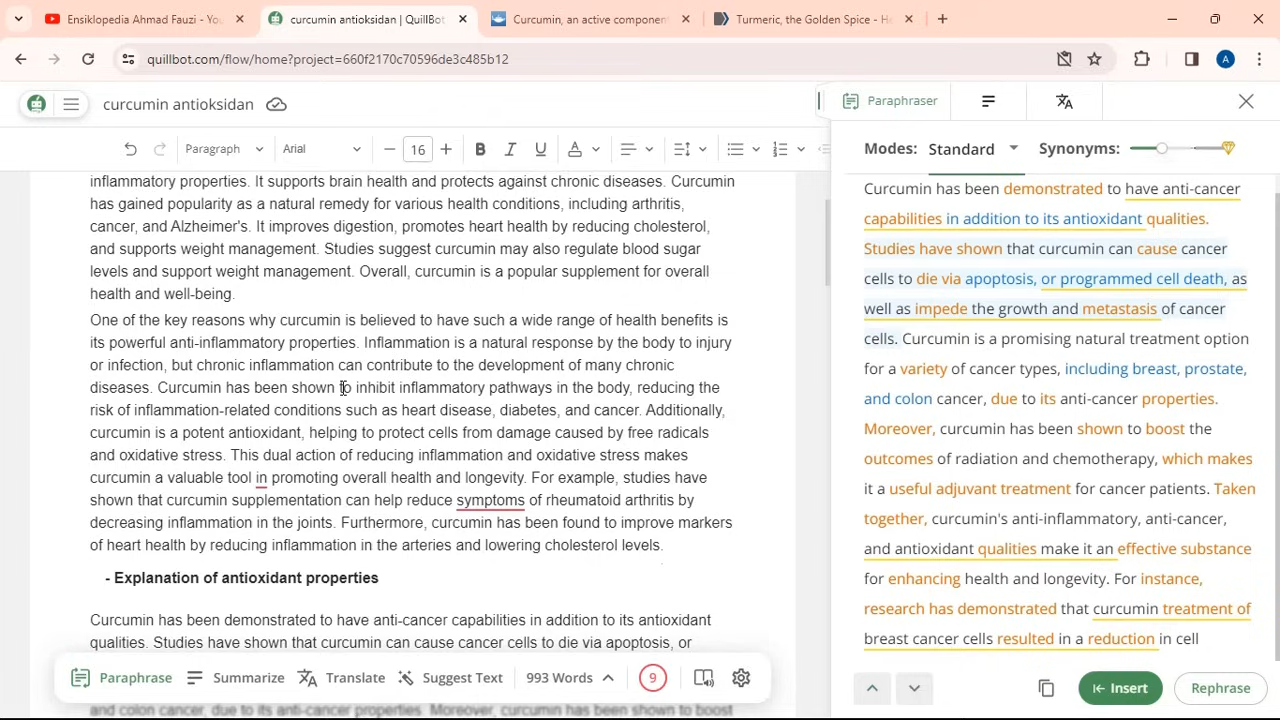 Ensiklopedia Ahmad Fauzi - You
curcumin antioksidan | QuillBot
Curcumin, an active component
Turmeric, the Golden Spice - He
quillbot.com/flow/home?project=660f2170c70596de3c485b12
A
curcumin antioksidan
Paragraph
Arial
16
B I U A
inflammatory properties. It supports brain health and protects against chronic diseases. Curcumin
has gained popularity as a natural remedy for various health conditions, including arthritis,
cancer, and Alzheimer's. It improves digestion, promotes heart health by reducing cholesterol,
and supports weight management. Studies suggest curcumin may also regulate blood sugar
levels and support weight management. Overall, curcumin is a popular supplement for overall
health and well-being.
One of the key reasons why curcumin is believed to have such a wide range of health benefits is
its powerful anti-inflammatory properties. Inflammation is a natural response by the body to injury
or infection, but chronic inflammation can contribute to the development of many chronic
diseases. Curcumin has been shown to inhibit inflammatory pathways in the body, reducing the
risk of inflammation-related conditions such as heart disease, diabetes, and cancer. Additionally,
curcumin is a potent antioxidant, helping to protect cells from damage caused by free radicals
and oxidative stress. This dual action of reducing inflammation and oxidative stress makes
curcumin a valuable tool in promoting overall health and longevity. For example, studies have
shown that curcumin supplementation can help reduce symptoms of rheumatoid arthritis by
decreasing inflammation in the joints. Furthermore, curcumin has been found to improve markers
of heart health by reducing inflammation in the arteries and lowering cholesterol levels.
- Explanation of antioxidant properties
Curcumin has been demonstrated to have anti-cancer capabilities in addition to its antioxidant
qualities. Studies have shown that curcumin can cause cancer cells to die via apoptosis, or
Paraphrase
Summarize
Translate
Suggest Text
993 Words
9
and colon cancer, due to its anti-cancer properties. Moreover, curcumin has been shown to boost
Paraphraser
Modes: Standard
Synonyms:
Curcumin has been demonstrated to have anti-cancer
capabilities in addition to its antioxidant qualities.
Studies have shown that curcumin can cause cancer
cells to die via apoptosis, or programmed cell death, as
well as impede the growth and metastasis of cancer
cells. Curcumin is a promising natural treatment option
for a variety of cancer types, including breast, prostate,
and colon cancer, due to its anti-cancer properties.
Moreover, curcumin has been shown to boost the
outcomes of radiation and chemotherapy, which makes
it a useful adjuvant treatment for cancer patients. Taken
together, curcumin's anti-inflammatory, anti-cancer,
and antioxidant qualities make it an effective substance
for enhancing health and longevity. For instance,
research has demonstrated that curcumin treatment of
breast cancer cells resulted in a reduction in cell
Insert
Rephrase